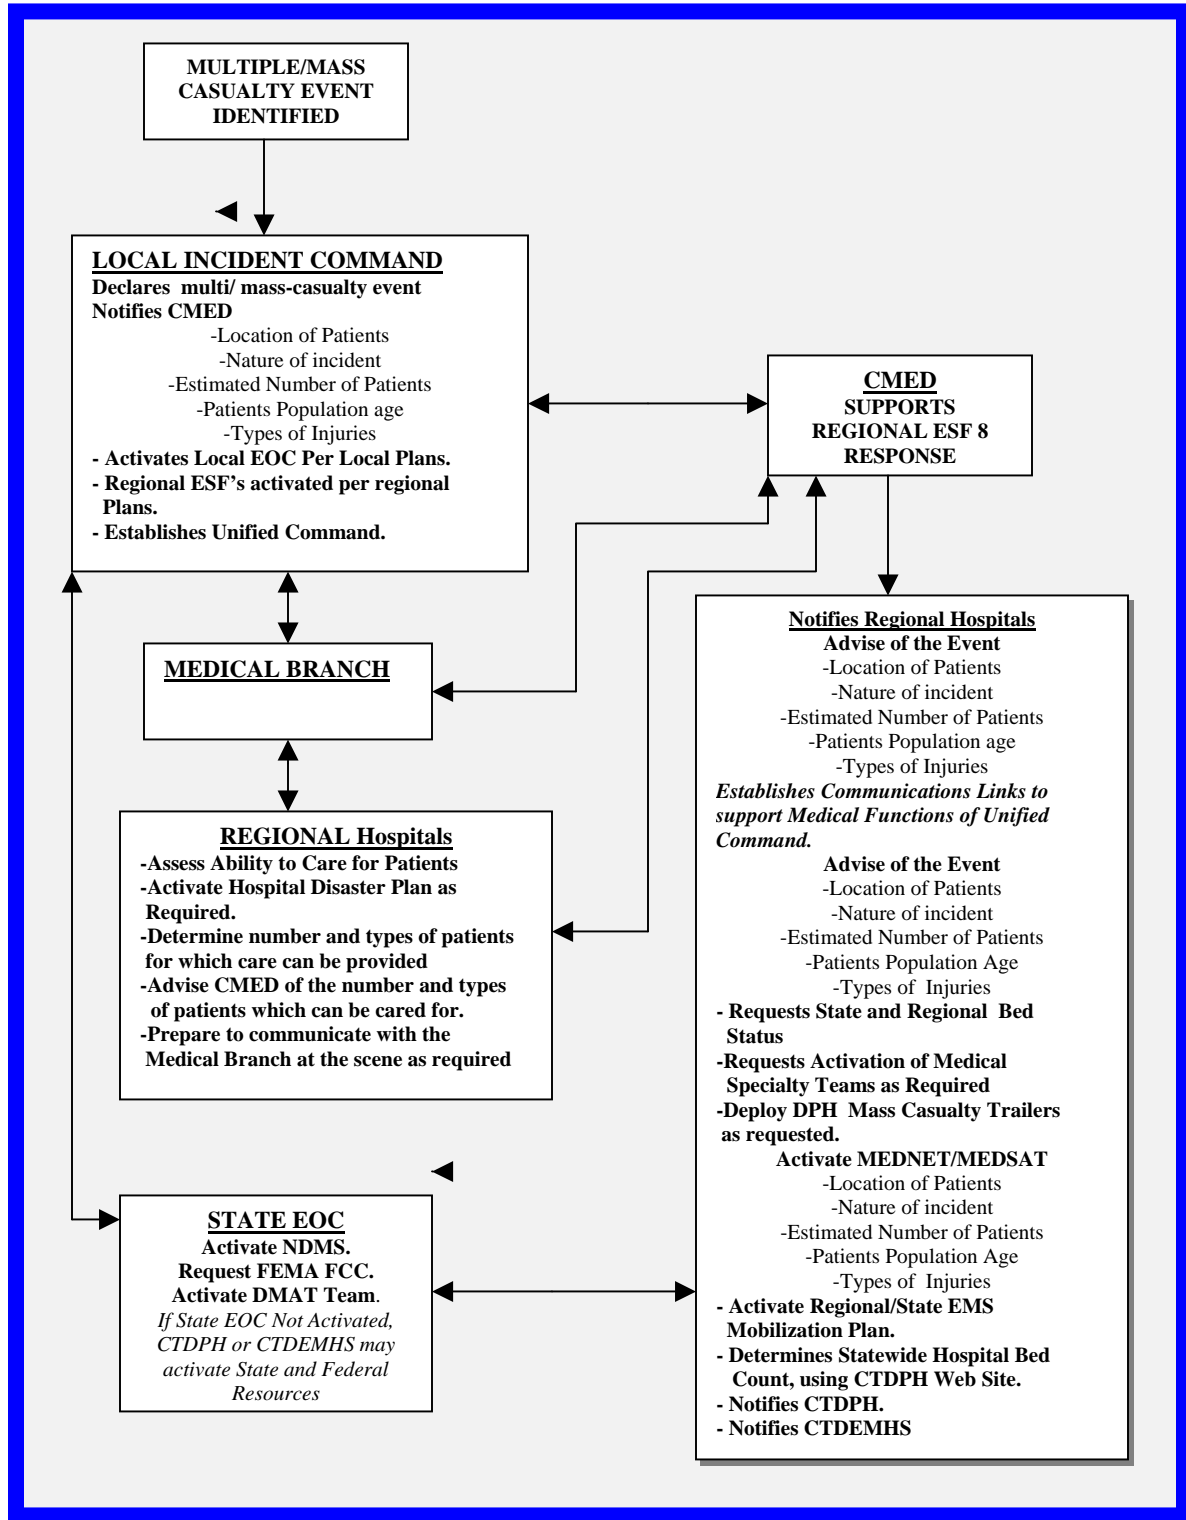 MULTIPLE/MASS
CASUALTY EVENT
IDENTIFIED
LOCAL INCIDENT COMMAND
Declares multi/ mass-casualty event
Notifies CMED
-Location of Patients
-Nature of incident
-Estimated Number of Patients
-Patients Population age
-Types of Injuries
- Activates Local EOC Per Local Plans.
- Regional ESF's activated per regional
Plans.
- Establishes Unified Command.
CMED
SUPPORTS
REGIONAL ESF 8
RESPONSE
MEDICAL BRANCH
REGIONAL Hospitals
-Assess Ability to Care for Patients
-Activate Hospital Disaster Plan as
Required.
-Determine number and types of patients
for which care can be provided
-Advise CMED of the number and types
of patients which can be cared for.
-Prepare to communicate with the
Medical Branch at the scene as required
STATE EOC
Activate NDMS.
Request FEMA FCC.
Activate DMAT Team.
If State EOC Not Activated,
CTDPH or CTDEMHS may
activate State and Federal
Resources
Notifies Regional Hospitals
Advise of the Event
-Location of Patients
-Nature of incident
-Estimated Number of Patients
-Patients Population age
-Types of Injuries
Establishes Communications Links to
support Medical Functions of Unified
Command.
Advise of the Event
-Location of Patients
-Nature of incident
-Estimated Number of Patients
-Patients Population Age
-Types of Injuries
- Requests State and Regional Bed
Status
-Requests Activation of Medical
Specialty Teams as Required
-Deploy DPH Mass Casualty Trailers
as requested.
Activate MEDNET/MEDSAT
-Location of Patients
-Nature of incident
-Estimated Number of Patients
-Patients Population Age
-Types of Injuries
- Activate Regional/State EMS
Mobilization Plan.
- Determines Statewide Hospital Bed
Count, using CTDPH Web Site.
- Notifies CTDPH.
- Notifies CTDEMHS